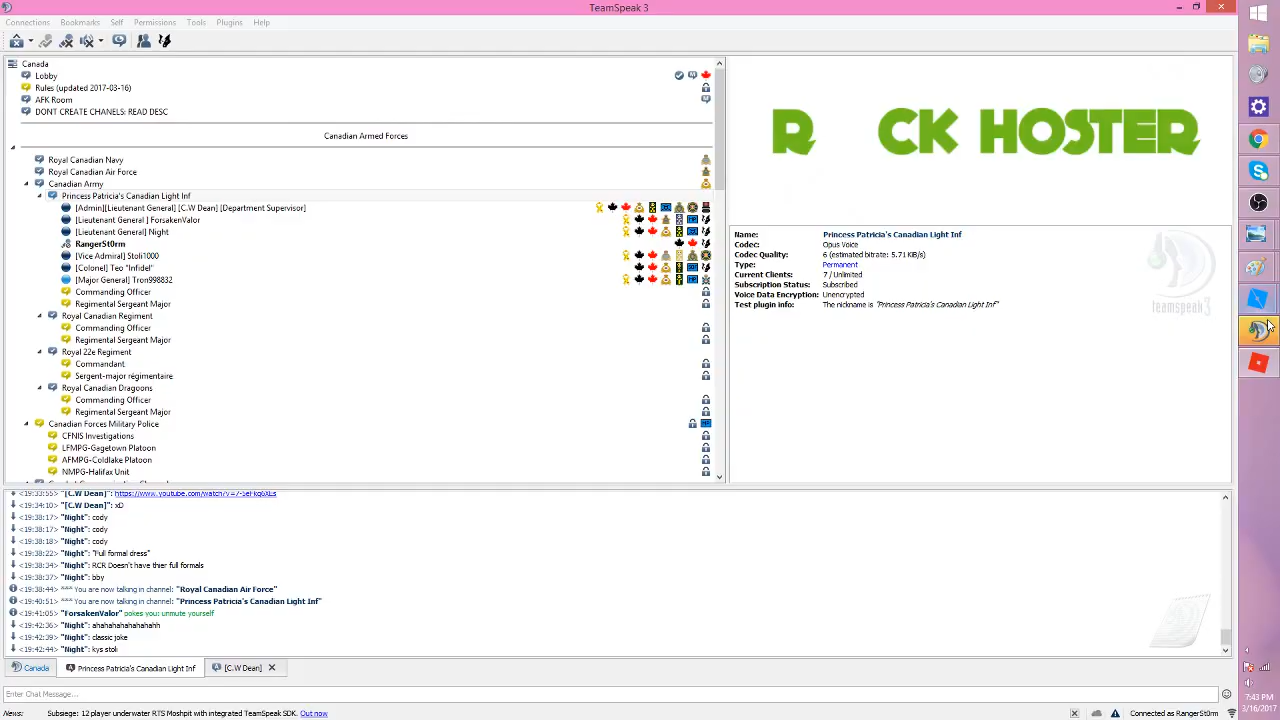 TeamSpeak 3
Connections Bookmarks Self Permissions Tools Plugins Help
Canada
Lobby
Rules (updated 2017-03-16)
AFK Room
DONT CREATE CHANELS: READ DESC
Canadian Armed Forces
Royal Canadian Navy
Royal Canadian Air Force
Canadian Army
Princess Patricia's Canadian Light Inf
[Admin][Lieutenant General] [C.W Dean] [Department Supervisor]
[Lieutenant General ] ForsakenValor
[Lieutenant General] Night
RangerSt0rm
[Vice Admiral] Stoli1000
[Colonel] Teo "Infidel"
[Major General] Tron998832
Commanding Officer
Regimental Sergeant Major
Royal Canadian Regiment
Commanding Officer
Regimental Sergeant Major
Royal 22e Regiment
Commandant
Sergent-major régimentaire
Royal Canadian Dragoons
Commanding Officer
Regimental Sergeant Major
Canadian Forces Military Police
CFNIS Investigations
LFMPG-Gagetown Platoon
AFMPG-Coldlake Platoon
NMPG-Halifax Unit
R CK HOSTER
Name: Princess Patricia's Canadian Light Inf
Codec: Opus Voice
Codec Quality: 6 (estimated bitrate: 5.71 KiB/s)
Type: Permanent
Current Clients: 7 / Unlimited
Subscription Status: Subscribed
Voice Data Encryption: Unencrypted
Test plugin info: The nickname is "Princess Patricia's Canadian Light Inf"
teamspeak3
<19:33:55> "[C.W Dean]":
<19:34:10> "[C.W Dean]": xD
<19:38:17> "Night": cody
<19:38:17> "Night": cody
<19:38:18> "Night": cody
<19:38:22> "Night": "Full formal dress"
<19:38:34> "Night": RCR Doesn't have thier full formals
<19:38:37> "Night": bby
<19:38:44> *** You are now talking in channel: "Royal Canadian Air Force"
<19:40:51> *** You are now talking in channel: "Princess Patricia's Canadian Light Inf"
<19:41:05> "ForsakenValor" pokes you: unmute yourself
<19:42:36> "Night": ahahahahahahahh
<19:42:39> "Night": classic joke
<19:42:49> "Night": kys stoli
Canada Princess Patricia's Canadian Light Inf [C.W Dean]
Enter Chat Message...
News: Subsiege: 12 player underwater RTS Moshpit with integrated TeamSpeak SDK. Out now
Connected as RangerSt0rm
7:43 PM
3/16/2017